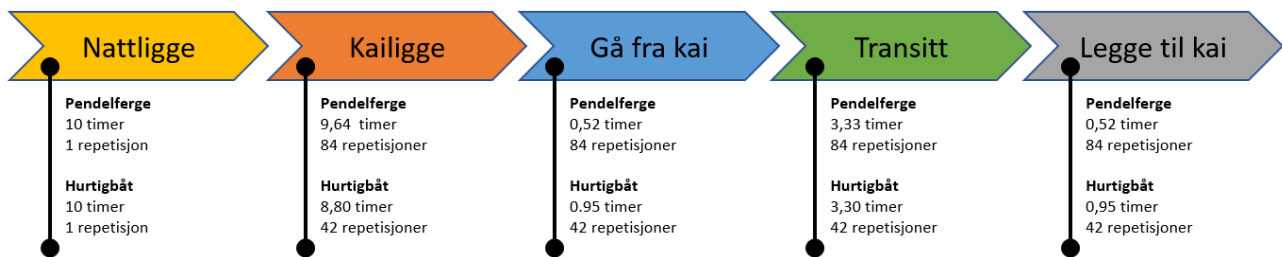 Nattligge
Kailigge
Gå fra kai
Transitt
Legge til kai
Pendelferge
10 timer
1 repetisjon
Hurtigbåt
10 timer
1 repetisjon
Pendelferge
9,64 timer
84 repetisjoner
Hurtigbåt
8,80 timer
42 repetisjoner
Pendelferge
0,52 timer
84 repetisjoner
Hurtigbåt
0.95 timer
42 repetisjoner
Pendelferge
3,33 timer
84 repetisjoner
Hurtigbåt
3,30 timer
42 repetisjoner
Pendelferge
0,52 timer
84 repetisjoner
Hurtigbåt
0,95 timer
42 repetisjoner